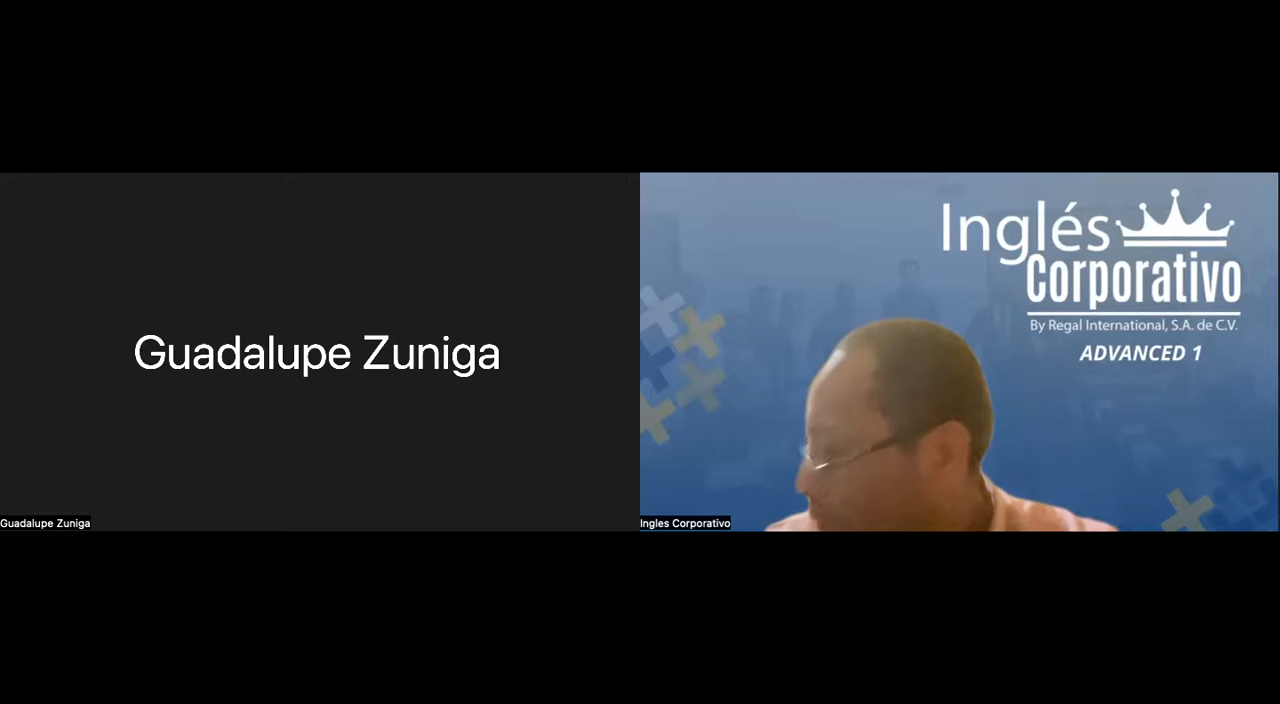 Guadalupe Zuniga
Guadalupe Zuniga
Inglés
Corporativo
By Regal International, S.A. de C.V.
ADVANCED 1
Ingles Corporativo